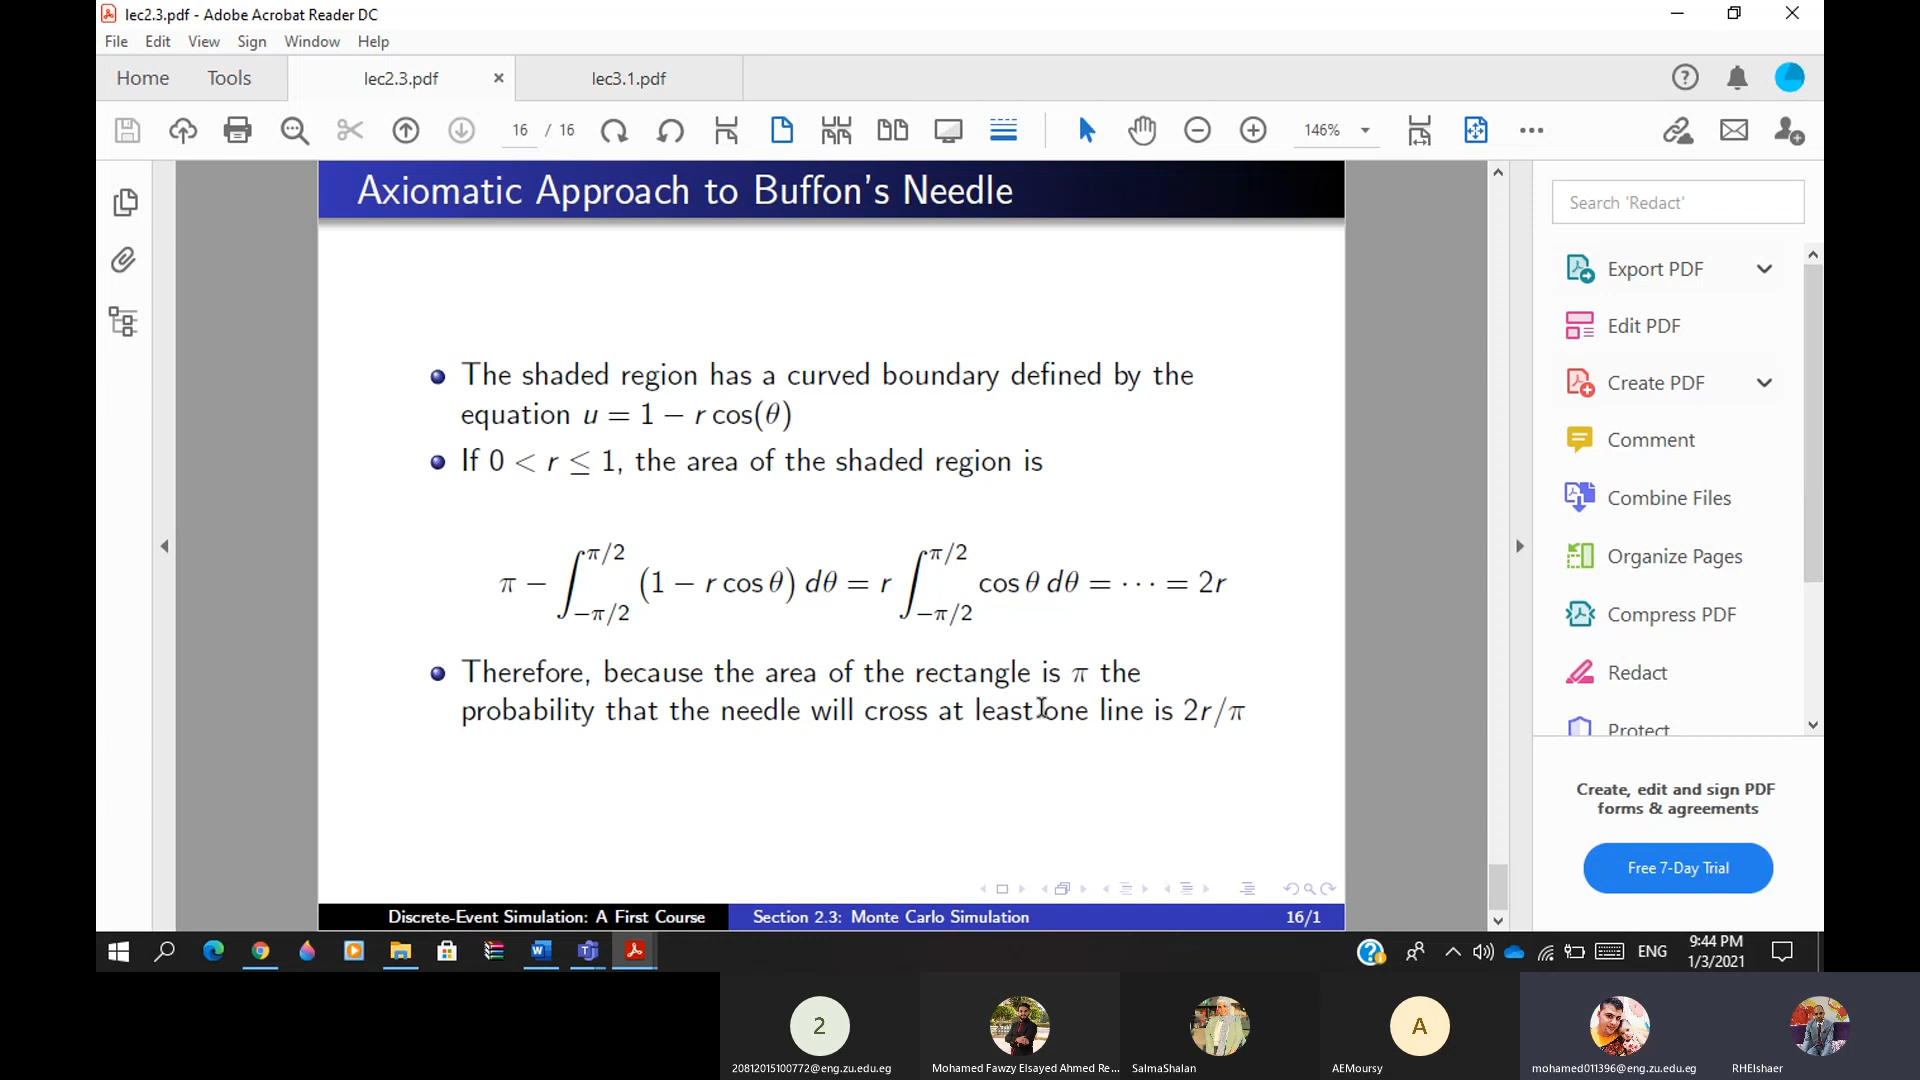 lec2.3.pdf - Adobe Acrobat Reader DC
File Edit View Sign Window Help
Home Tools lec2.3.pdf × lec3.1.pdf
16 / 16 146%
Axiomatic Approach to Buffon's Needle
The shaded region has a curved boundary defined by the
equation u = 1 − r cos(θ)
If 0 < r ≤ 1, the area of the shaded region is
π − ∫_{−π/2}^{π/2} (1 − r cos θ) dθ = r ∫_{−π/2}^{π/2} cos θ dθ = ··· = 2r
Therefore, because the area of the rectangle is π the
probability that the needle will cross at least one line is 2r/π
Discrete-Event Simulation: A First Course Section 2.3: Monte Carlo Simulation 16/1
Search 'Redact'
Export PDF
Edit PDF
Create PDF
Comment
Combine Files
Organize Pages
Compress PDF
Redact
Protect
Create, edit and sign PDF
forms & agreements
Free 7-Day Trial
ENG
9:44 PM
1/3/2021
2
A
20812015100772@eng.zu.edu.eg
Mohamed Fawzy Elsayed Ahmed Re...
SalmaShalan
AEMoursy
mohamed011396@eng.zu.edu.eg
RHElshaer